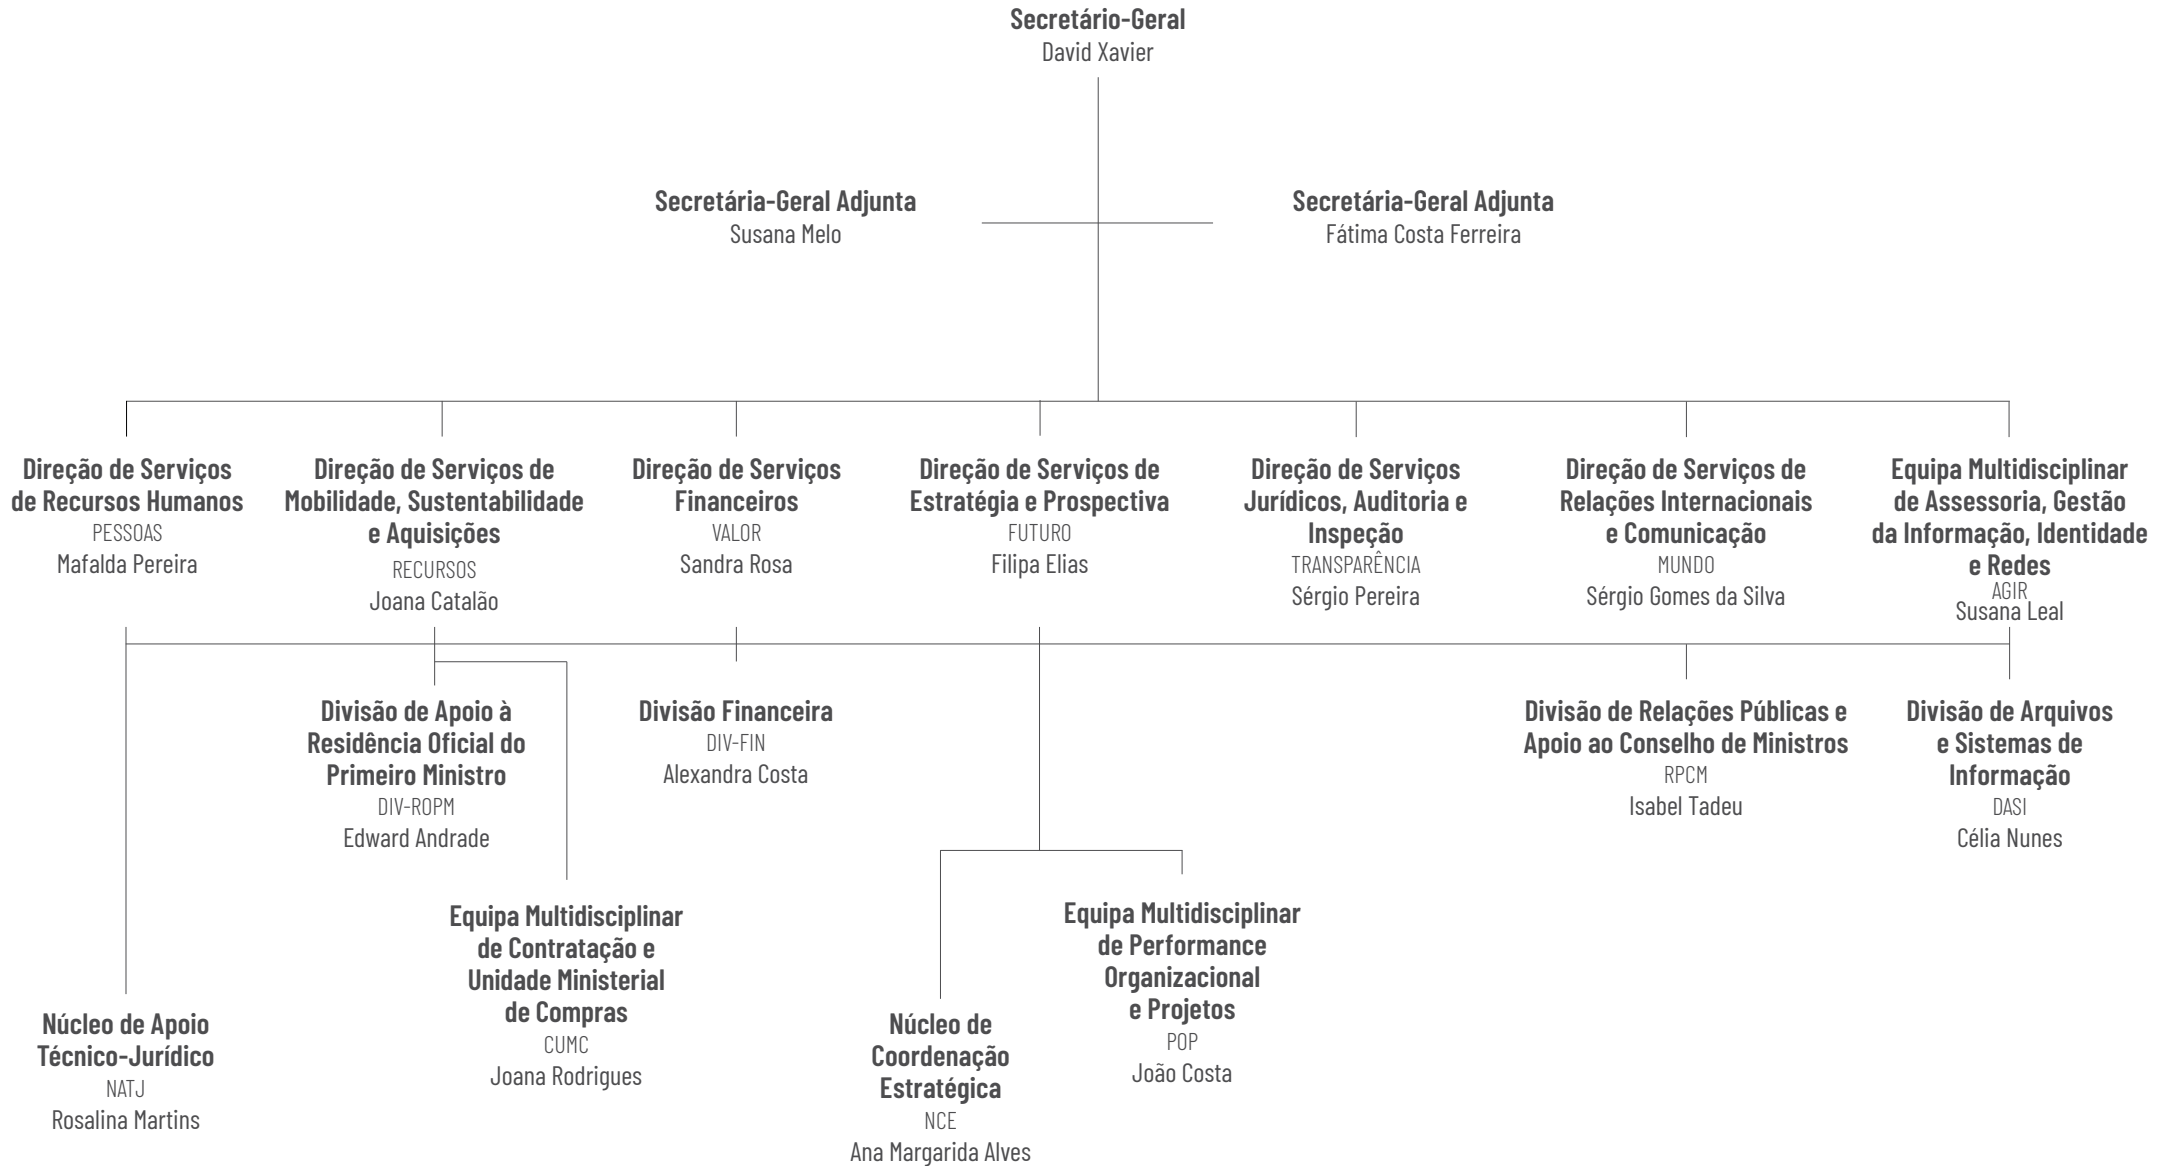 Secretário-Geral
David Xavier
Secretária-Geral Adjunta
Susana Melo
Secretária-Geral Adjunta
Fátima Costa Ferreira
Direção de Serviços
de Recursos Humanos
PESSOAS
Mafalda Pereira
Direção de Serviços de
Mobilidade, Sustentabilidade
e Aquisições
RECURSOS
Joana Catalão
Direção de Serviços
Financeiros
VALOR
Sandra Rosa
Direção de Serviços de
Estratégia e Prospectiva
FUTURO
Filipa Elias
Direção de Serviços
Jurídicos, Auditoria e
Inspeção
TRANSPARÊNCIA
Sérgio Pereira
Direção de Serviços de
Relações Internacionais
e Comunicação
MUNDO
Sérgio Gomes da Silva
Equipa Multidisciplinar
de Assessoria, Gestão
da Informação, Identidade
e Redes
AGIR
Susana Leal
Divisão de Apoio à
Residência Oficial do
Primeiro Ministro
DIV-ROPM
Edward Andrade
Divisão Financeira
DIV-FIN
Alexandra Costa
Divisão de Relações Públicas e
Apoio ao Conselho de Ministros
RPCM
Isabel Tadeu
Divisão de Arquivos
e Sistemas de
Informação
DASI
Célia Nunes
Núcleo de Apoio
Técnico-Jurídico
NATJ
Rosalina Martins
Equipa Multidisciplinar
de Contratação e
Unidade Ministerial
de Compras
CUMC
Joana Rodrigues
Núcleo de
Coordenação
Estratégica
NCE
Ana Margarida Alves
Equipa Multidisciplinar
de Performance
Organizacional
e Projetos
POP
João Costa